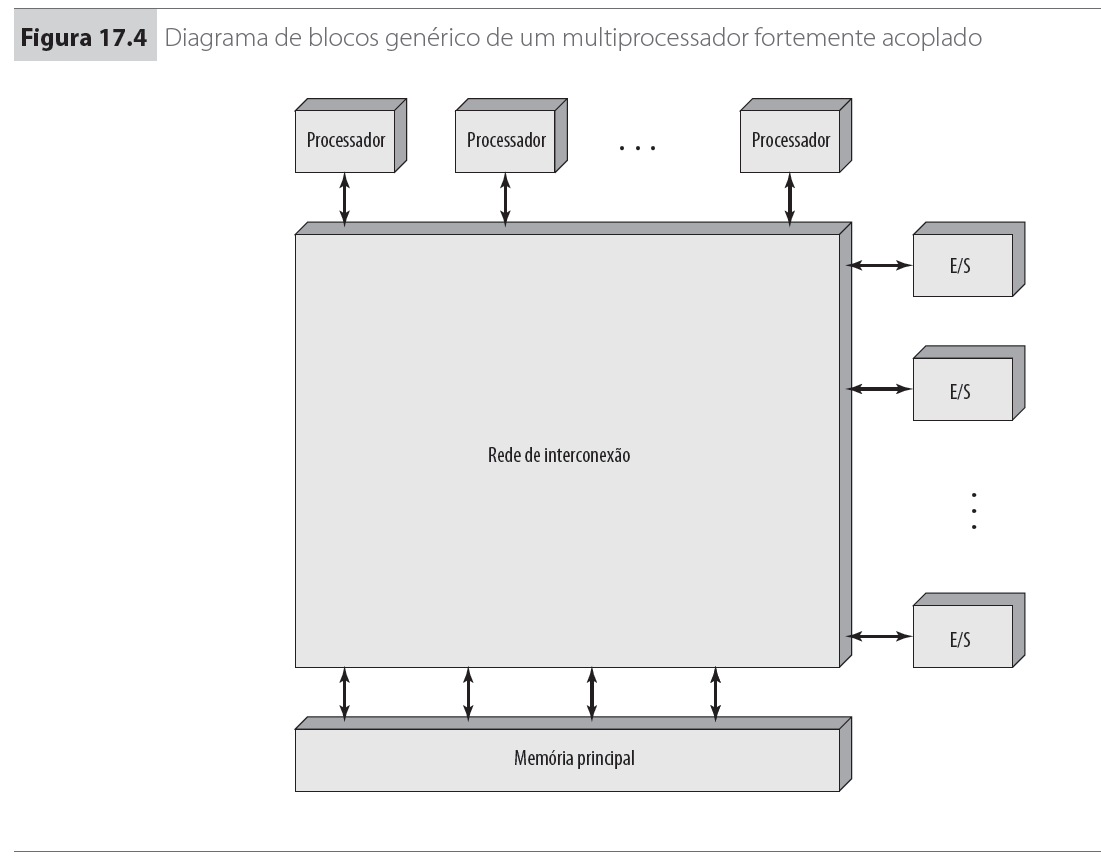 Figura 17.4 Diagrama de blocos genérico de um multiprocessador fortemente acoplado
Processador Processador . . . Processador
E/S
E/S
Rede de interconexão
E/S
Memória principal